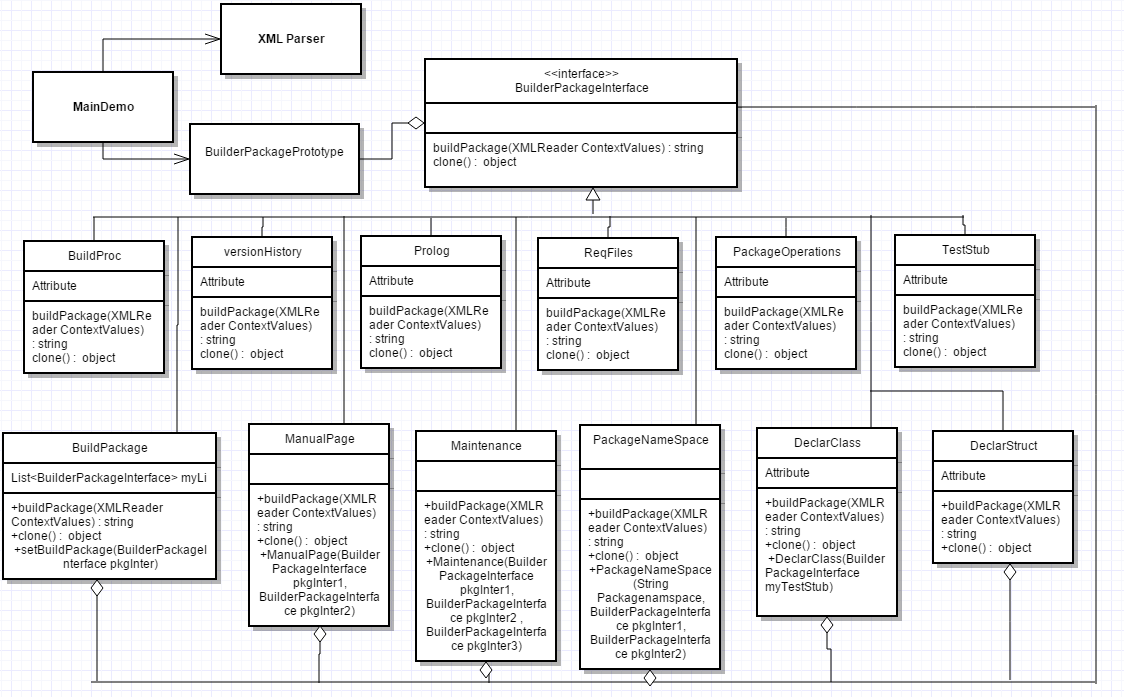 XML Parser
MainDemo
BuilderPackagePrototype
<<interface>>
BuilderPackageInterface
buildPackage(XMLReader ContextValues) : string
clone() : object
BuildProc
Attribute
buildPackage(XMLRe
ader ContextValues)
: string
clone() : object
versionHistory
Attribute
buildPackage(XMLRe
ader ContextValues)
: string
clone() : object
Prolog
Attribute
buildPackage(XMLRe
ader ContextValues)
: string
clone() : object
ReqFiles
Attribute
buildPackage(XMLRe
ader ContextValues)
: string
clone() : object
PackageOperations
Attribute
buildPackage(XMLRe
ader ContextValues)
: string
clone() : object
TestStub
Attribute
buildPackage(XMLRe
ader ContextValues)
: string
clone() : object
BuildPackage
List<BuilderPackageInterface> myLi
+buildPackage(XMLReader
ContextValues) : string
+clone() : object
+setBuildPackage(BuilderPackageI
nterface pkgInter)
ManualPage
+buildPackage(XMLR
eader ContextValues)
: string
+clone() : object
+ManualPage(Builder
PackageInterface
pkgInter1,
BuilderPackageInterfa
ce pkgInter2)
Maintenance
+buildPackage(XMLR
eader ContextValues)
: string
+clone() : object
+Maintenance(Builder
PackageInterface
pkgInter1,
BuilderPackageInterfa
ce pkgInter2 ,
BuilderPackageInterfa
ce pkgInter3)
PackageNameSpace
+buildPackage(XMLR
eader ContextValues)
: string
+clone() : object
+PackageNameSpace
(String
Packagenamspace,
BuilderPackageInterfa
ce pkgInter1,
BuilderPackageInterfa
ce pkgInter2)
DeclarClass
Attribute
+buildPackage(XMLR
eader ContextValues)
: string
+clone() : object
+DeclarClass(Builder
PackageInterface
myTestStub)
DeclarStruct
Attribute
+buildPackage(XMLR
eader ContextValues)
: string
+clone() : object